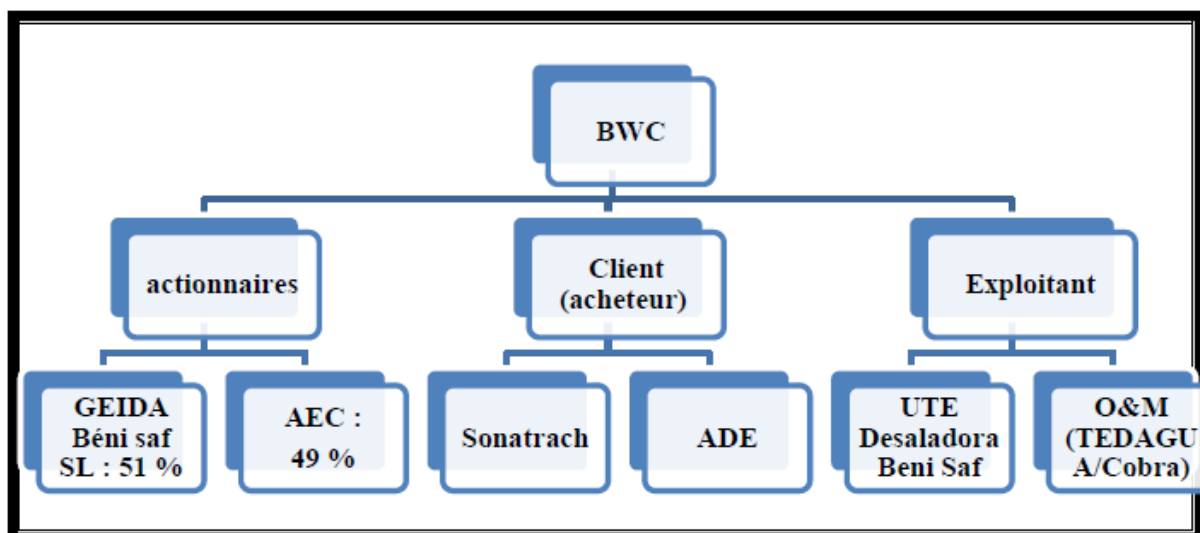 BWC
actionnaires
Client
(acheteur)
Exploitant
GEIDA
Béni saf
SL : 51 %
AEC :
49 %
Sonatrach
ADE
UTE
Desaladora
Beni Saf
O&M
(TEDAGU
A/Cobra)